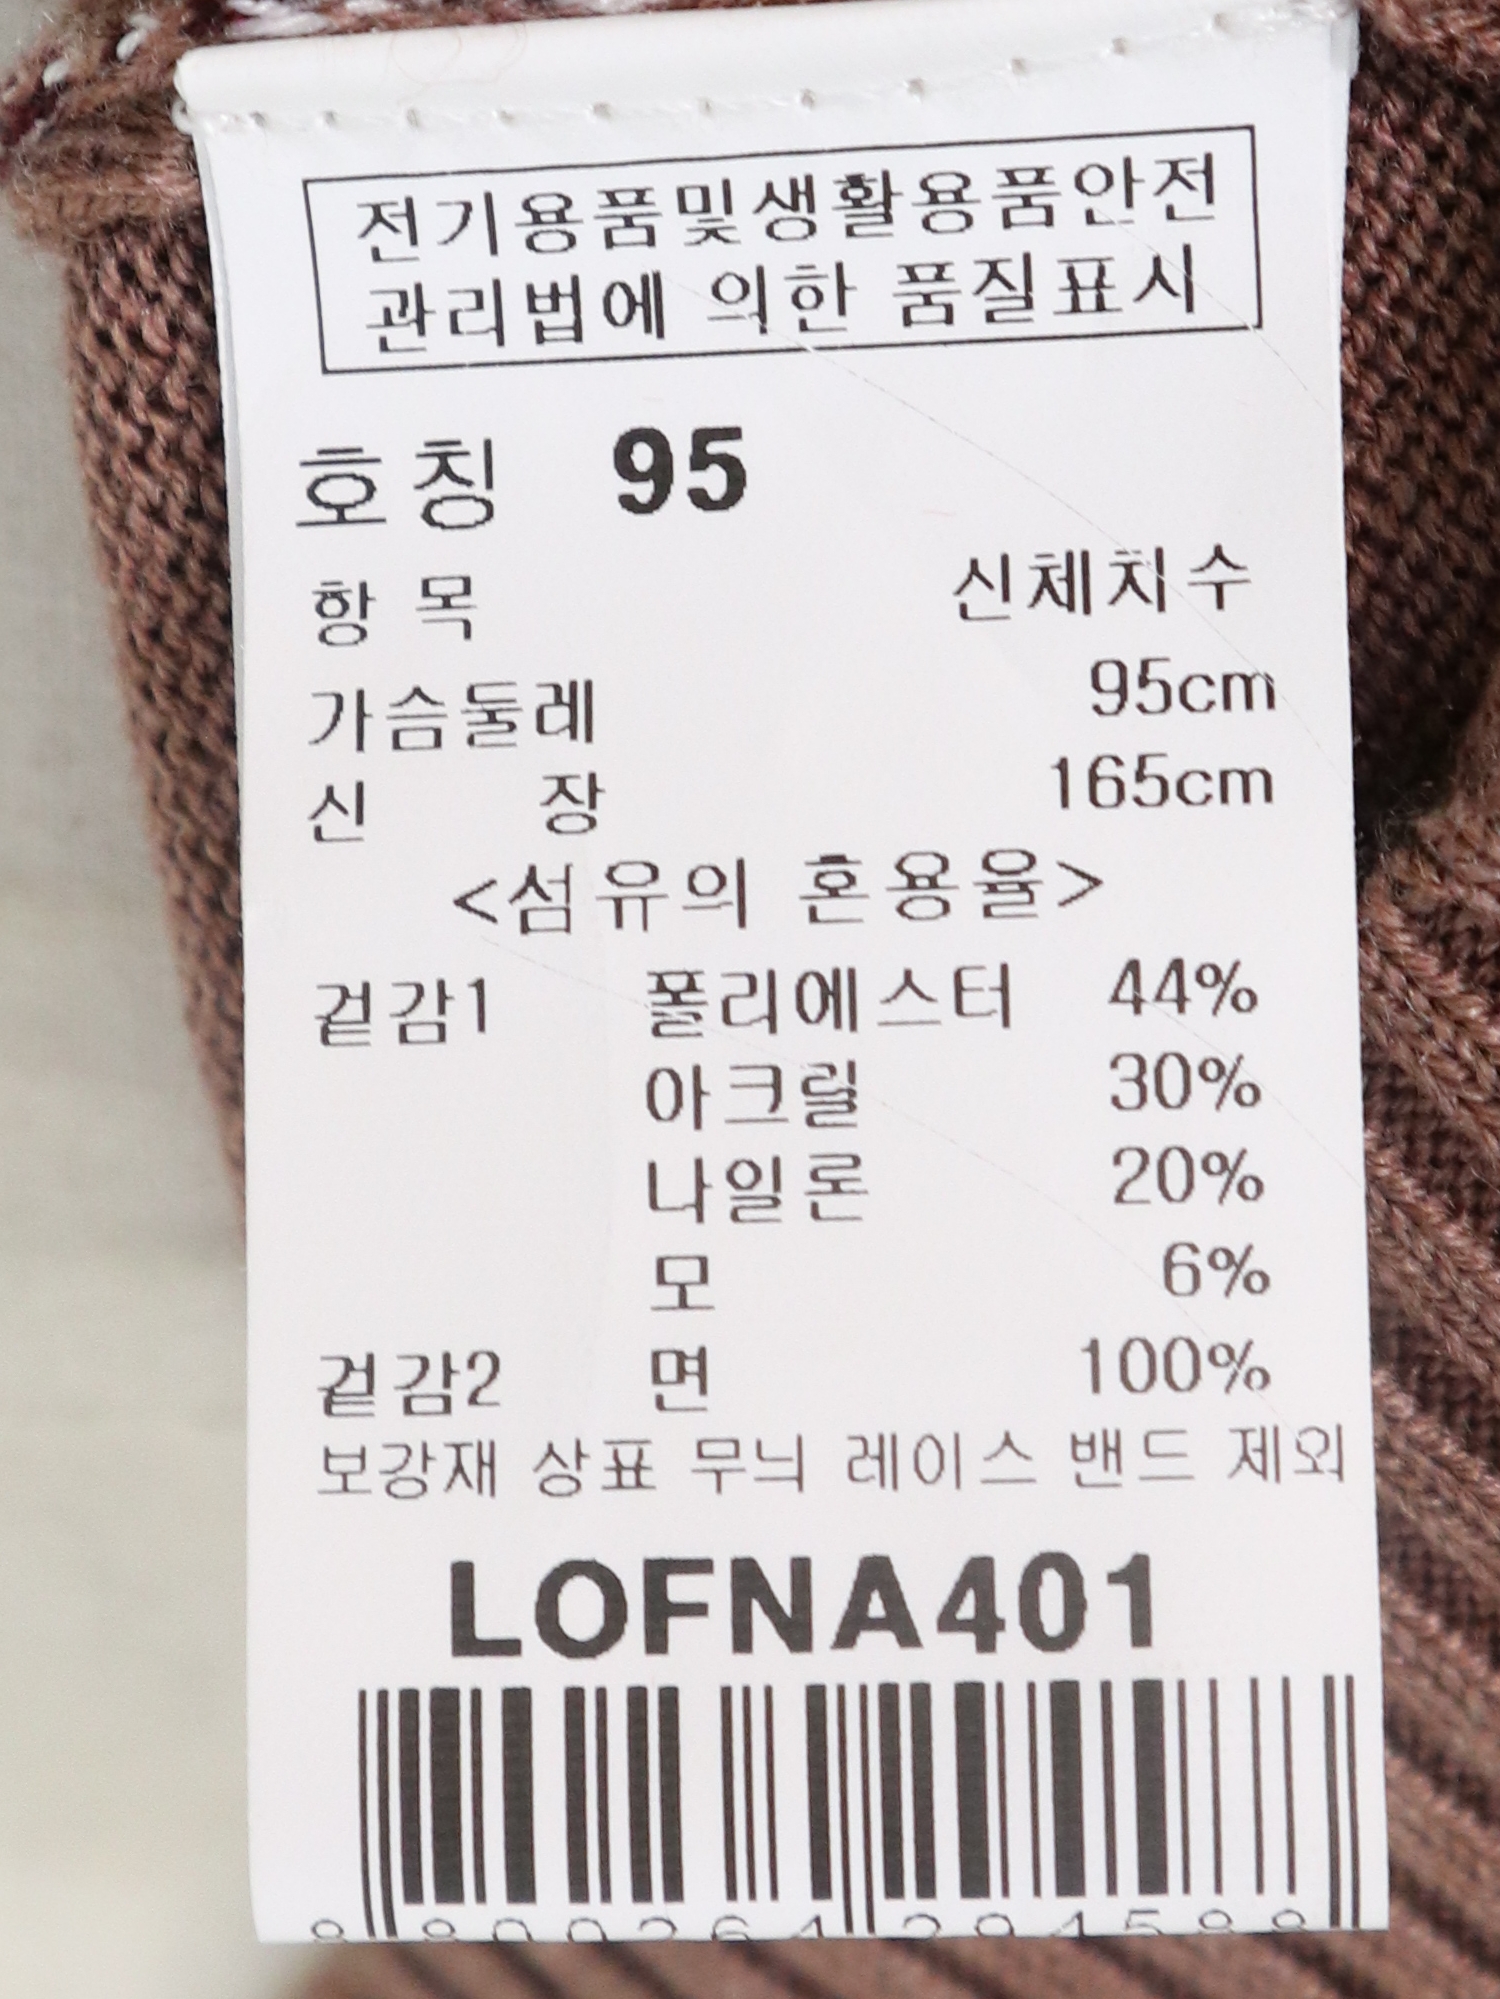 전기용품및생활용품안전
관리법에 의한 품질표시
호칭 95
항목 신체치수
가슴둘레 95cm
신 장 165cm
<섬유의 혼용율>
겉감1 폴리에스터 44%
아크릴 30%
나일론 20%
모 6%
겉감2 면 100%
보강재 상표 무늬 레이스 밴드 제외
LOFNA401